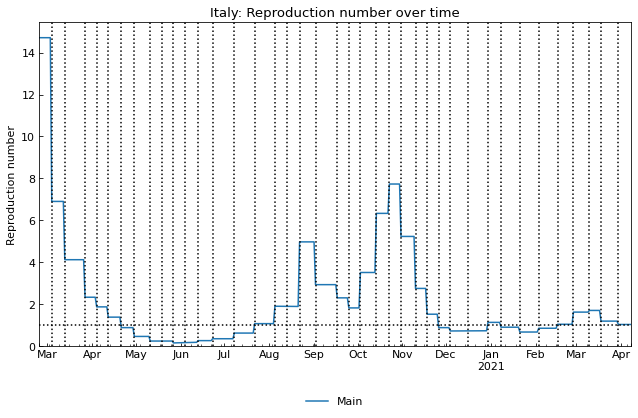 Italy: Reproduction number over time
Reproduction number
14
12
10
8
6
4
2
0
Mar Apr May Jun Jul Aug Sep Oct Nov Dec Jan Feb Mar Apr
2021
Main